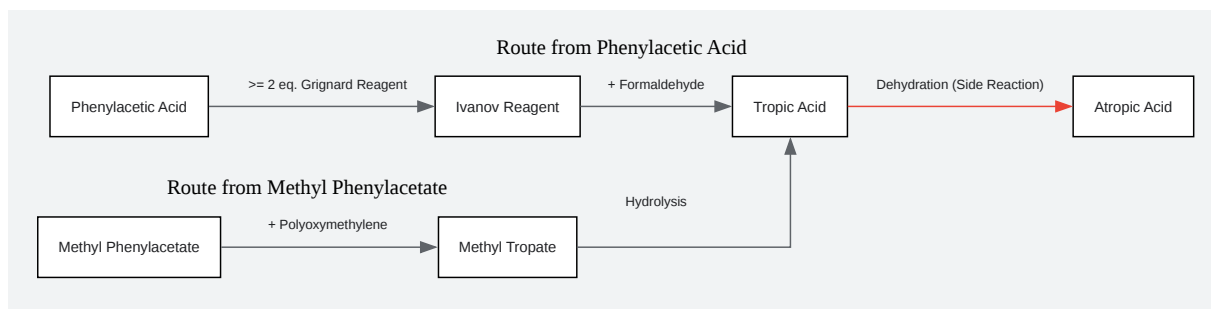 Route from Phenylacetic Acid
Phenylacetic Acid
>= 2 eq. Grignard Reagent
Ivanov Reagent
+ Formaldehyde
Tropic Acid
Dehydration (Side Reaction)
Atropic Acid
Route from Methyl Phenylacetate
Methyl Phenylacetate
+ Polyoxymethylene
Methyl Tropate
Hydrolysis